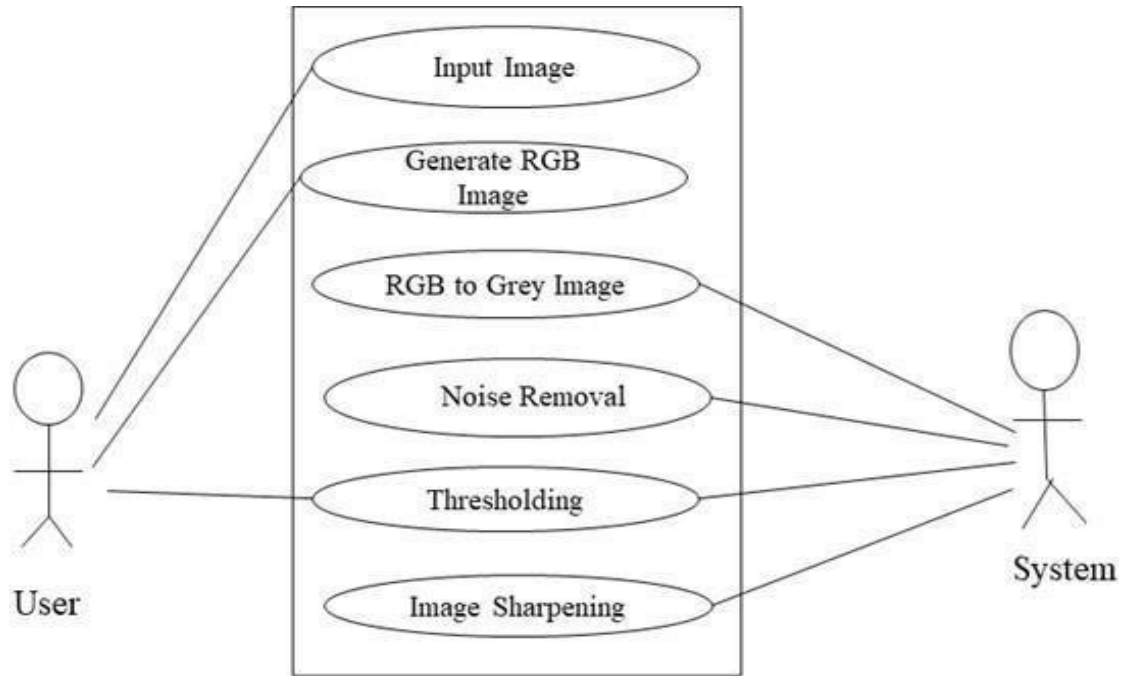 Input Image
Generate RGB
Image
RGB to Grey Image
Noise Removal
Thresholding
Image Sharpening
User
System